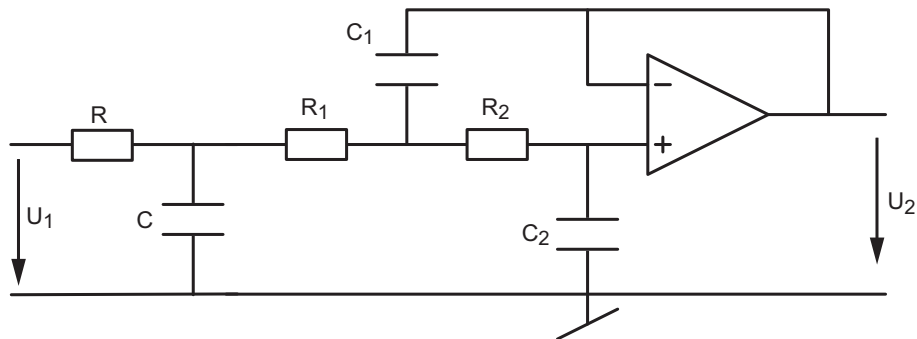 C₁
R
R₁
R₂
−
+
U₁
C
C₂
U₂